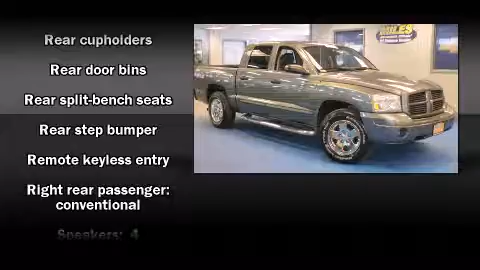 Rear cupholders
Rear door bins
Rear split-bench seats
Rear step bumper
Remote keyless entry
Right rear passenger:
conventional
Speakers: 4
MILES